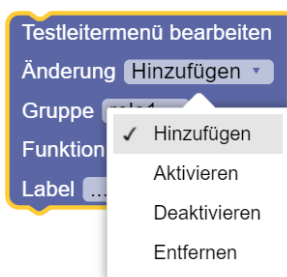 Testleitermenü bearbeiten
Änderung Hinzufügen
Gruppe
Funktion
Label ...
✓ Hinzufügen
Aktivieren
Deaktivieren
Entfernen